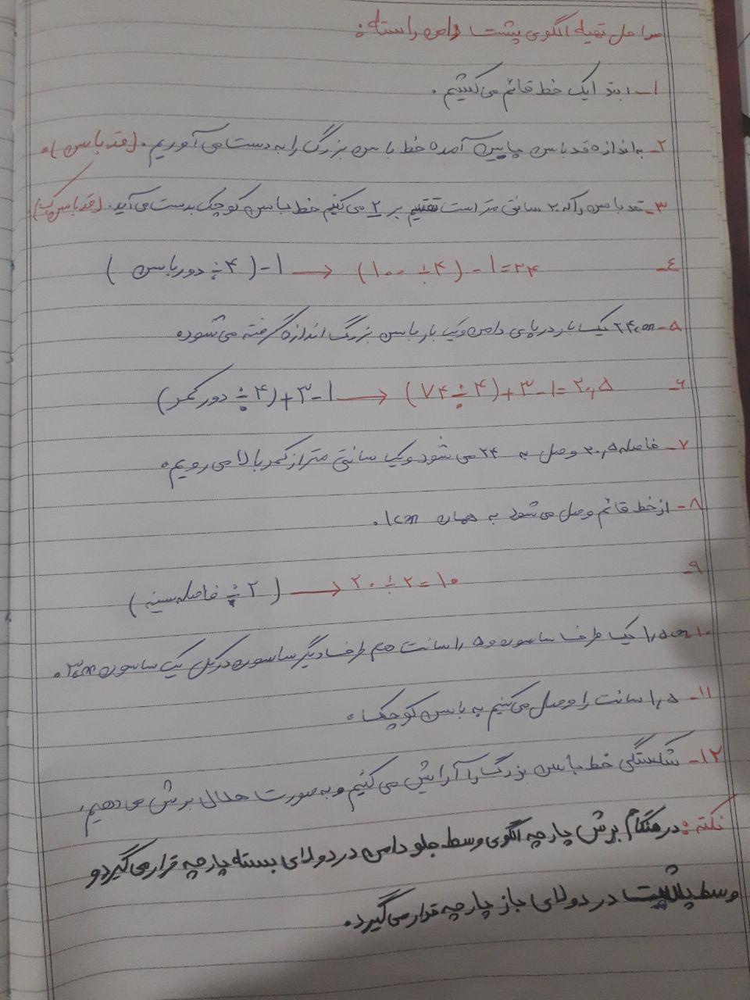 مراحل تهیه الگوی پشت دامن راسته:
۱- ابتدا یک خط قائم می‌کشیم.
۲- به اندازه قد باسن پایین آمده خط باسن بزرگ را به دست می‌آوریم. (قد باسن).
۳- قد باسن را که ۲۰ سانتی متر است تقسیم بر ۲ می‌کنیم خط باسن کوچک بدست می‌آید. (قد باسن ک).
۴- (۱۰۰ ÷ ۴) - ۱ = ۲۴ ← (۴ ÷ دور باسن) - ۱
۵- ۲۴cm یک بار در پایین دامن و یک بار باسن بزرگ اندازه گرفته می‌شود.
۶- (۷۴ ÷ ۴) + ۳ - ۱ = ۲۰,۵ ← (۴ ÷ دور کمر) + ۳ - ۱
۷- فاصله ۲۰,۵ وصل به ۲۴ می‌شود و یک سانتی متر از کمر بالا می‌رویم.
۸- از خط قائم وصل می‌شود به همان ۱cm.
۹- ۲۰ ÷ ۲ = ۱۰ ← (۲ ÷ فاصله سینه)
۱۰- ۱,۵cm یک طرف ساسون و ۱,۵ سانت هم طرف دیگر ساسون در کل یک ساسون ۳cm.
۱۱- ۱,۵ سانت را وصل می‌کنیم به باسن کوچک.
۱۲- شکستگی خط باسن بزرگ را آرایش می‌کنیم و به صورت هلال برش می‌دهیم.
نکته: در هنگام برش پارچه الگوی وسط جلو دامن در دولای بسته پارچه قرار می‌گیرد و
وسط پشت در دولای باز پارچه قرار می‌گیرد.